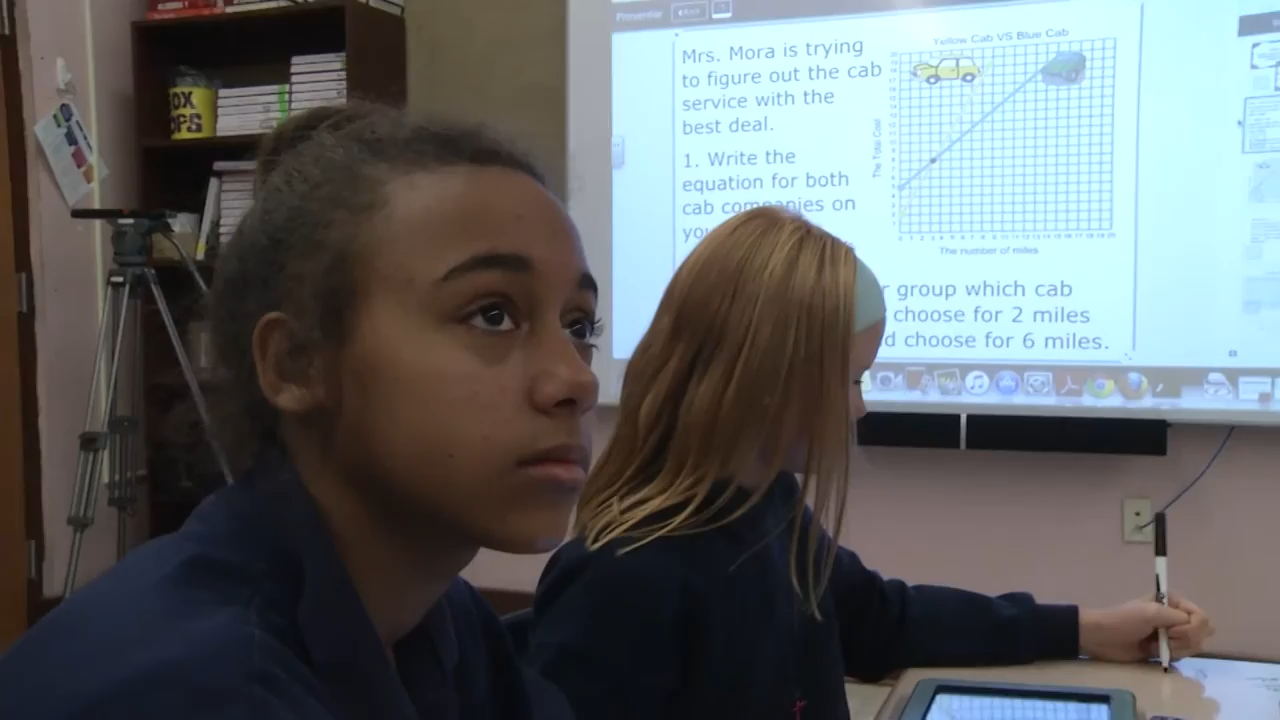 Presenter
Back
Yellow Cab VS Blue Cab
Mrs. Mora is trying
to figure out the cab
service with the
best deal.
The Total Cost
1. Write the
equation for both
cab companies on
The number of miles
group which cab
choose for 2 miles
choose for 6 miles.